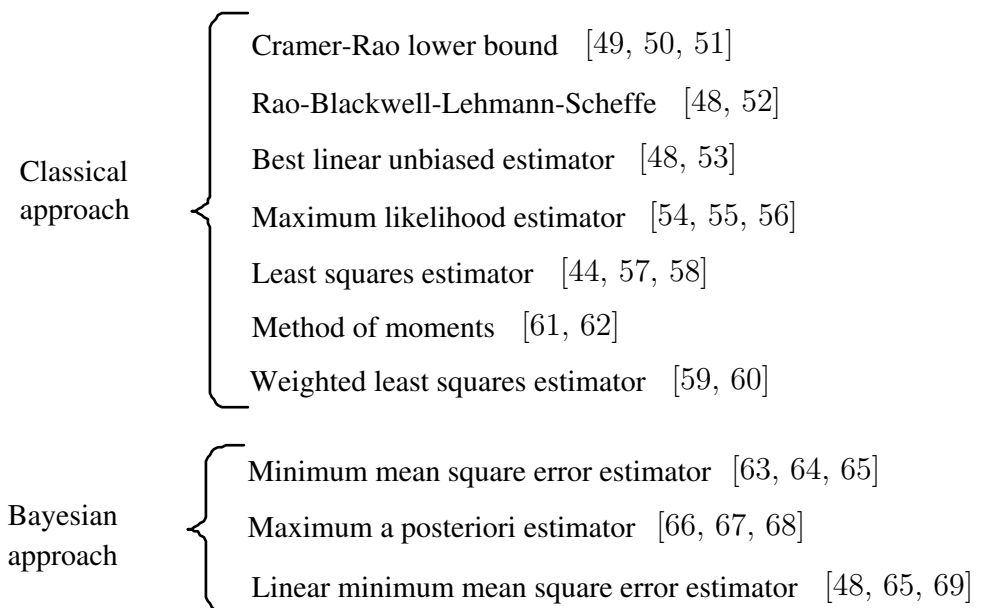 Classical
approach
Cramer-Rao lower bound [49, 50, 51]
Rao-Blackwell-Lehmann-Scheffe [48, 52]
Best linear unbiased estimator [48, 53]
Maximum likelihood estimator [54, 55, 56]
Least squares estimator [44, 57, 58]
Method of moments [61, 62]
Weighted least squares estimator [59, 60]
Bayesian
approach
Minimum mean square error estimator [63, 64, 65]
Maximum a posteriori estimator [66, 67, 68]
Linear minimum mean square error estimator [48, 65, 69]